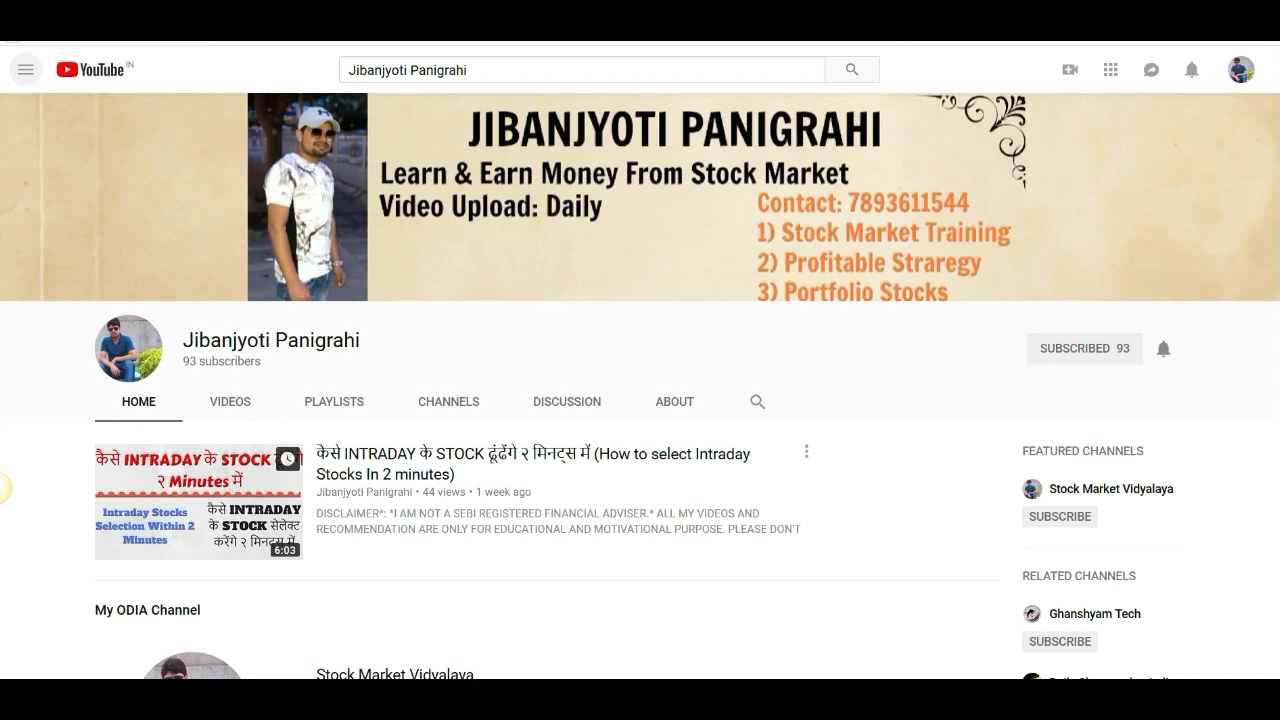 YouTube IN
Jibanjyoti Panigrahi
JIBANJYOTI PANIGRAHI
Learn & Earn Money From Stock Market
Video Upload: Daily
Contact: 7893611544
1) Stock Market Training
2) Profitable Straregy
3) Portfolio Stocks
Jibanjyoti Panigrahi
93 subscribers
SUBSCRIBED 93
HOME VIDEOS PLAYLISTS CHANNELS DISCUSSION ABOUT
कैसे INTRADAY के STOCK
२ Minutes में
Intraday Stocks
Selection Within 2
Minutes
कैसे INTRADAY
के STOCK सेलेक्ट
करेंगे २ मिनटस में
6:03
कैसे INTRADAY के STOCK ढूंढेंगे २ मिनट्स में (How to select Intraday
Stocks In 2 minutes)
Jibanjyoti Panigrahi • 44 views • 1 week ago
DISCLAIMER*: *I AM NOT A SEBI REGISTERED FINANCIAL ADVISER.* ALL MY VIDEOS AND
RECOMMENDATION ARE ONLY FOR EDUCATIONAL AND MOTIVATIONAL PURPOSE. PLEASE DON'T
My ODIA Channel
Stock Market Vidyalaya
FEATURED CHANNELS
Stock Market Vidyalaya
SUBSCRIBE
RELATED CHANNELS
Ghanshyam Tech
SUBSCRIBE